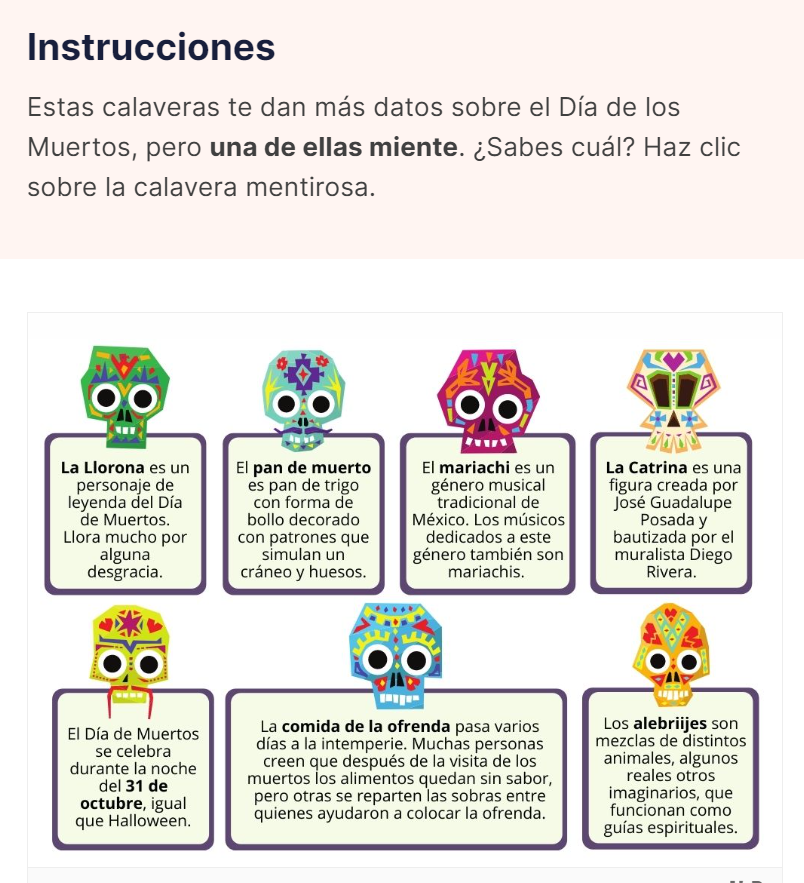 Instrucciones
Estas calaveras te dan más datos sobre el Día de los
Muertos, pero una de ellas miente. ¿Sabes cuál? Haz clic
sobre la calavera mentirosa.
La Llorona es un
personaje de
leyenda del Día
de Muertos.
Llora mucho por
alguna
desgracia.
El pan de muerto
es pan de trigo
con forma de
bollo decorado
con patrones que
simulan un
cráneo y huesos.
El mariachi es un
género musical
tradicional de
México. Los músicos
dedicados a este
género también son
mariachis.
La Catrina es una
figura creada por
José Guadalupe
Posada y
bautizada por el
muralista Diego
Rivera.
El Día de Muertos
se celebra
durante la noche
del 31 de
octubre, igual
que Halloween.
La comida de la ofrenda pasa varios
días a la intemperie. Muchas personas
creen que después de la visita de los
muertos los alimentos quedan sin sabor,
pero otras se reparten las sobras entre
quienes ayudaron a colocar la ofrenda.
Los alebriijes son
mezclas de distintos
animales, algunos
reales otros
imaginarios, que
funcionan como
guías espirituales.